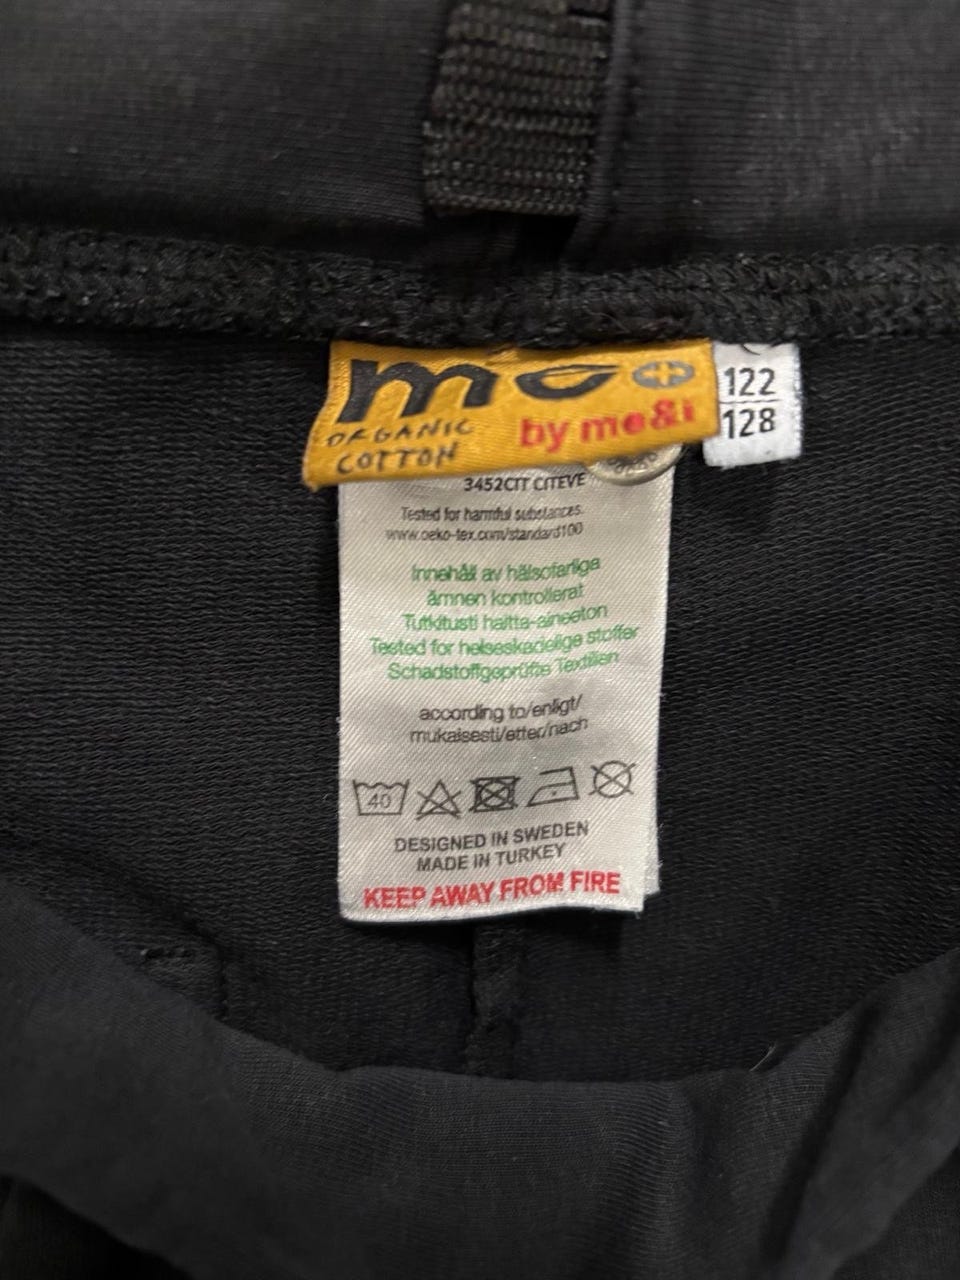 mo
ORGANIC
COTTON
by me&i
122
128
3452CIT CITEVE
Tested for harmful substances.
www.oeko-tex.com/standard100
Innehåll av hälsofarliga
ämnen kontrollerat
Tutkitusti haitta-aineeton
Tested for helseskadelige stoffer
Schadstoffgeprüfte Textilien
according to/enligt/
mukaisesti/etter/nach
40
DESIGNED IN SWEDEN
MADE IN TURKEY
KEEP AWAY FROM FIRE